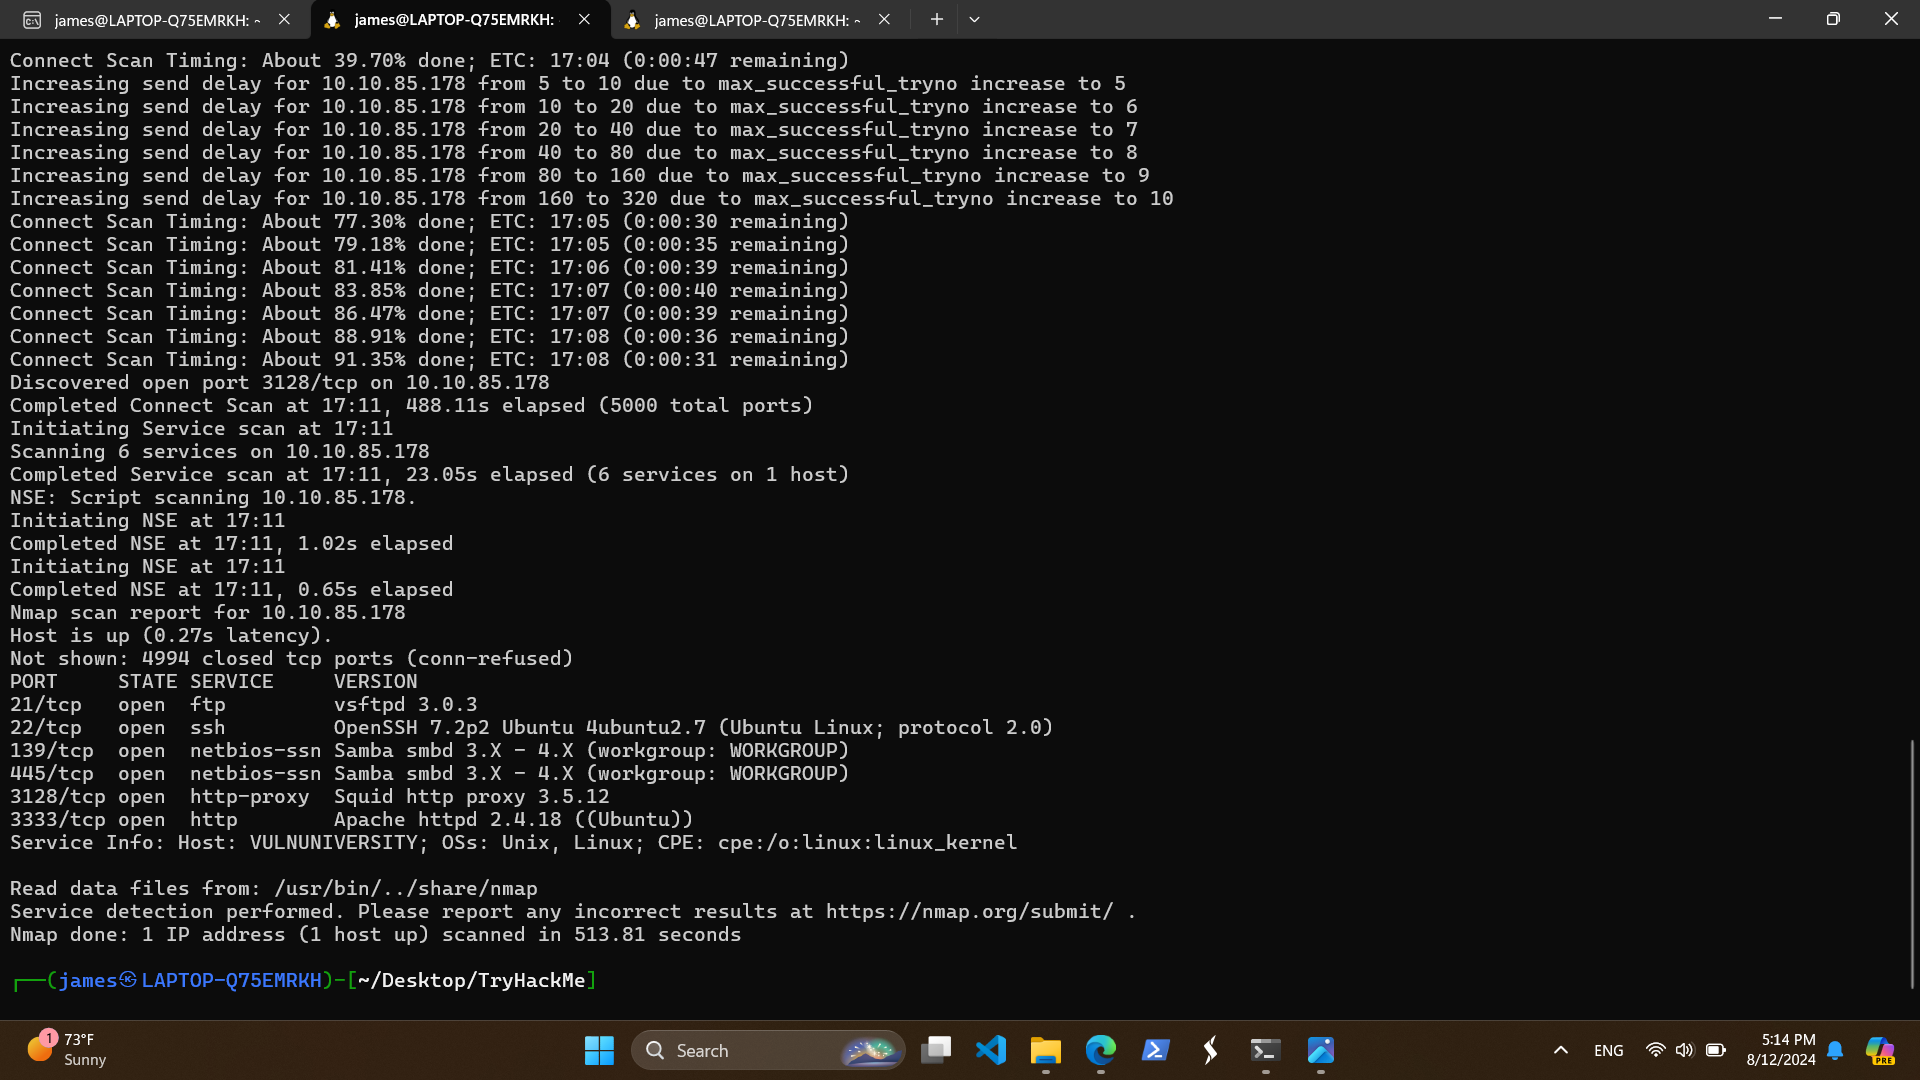 james@LAPTOP-Q75EMRKH: ~
james@LAPTOP-Q75EMRKH:
james@LAPTOP-Q75EMRKH: ~
Connect Scan Timing: About 39.70% done; ETC: 17:04 (0:00:47 remaining)
Increasing send delay for 10.10.85.178 from 5 to 10 due to max_successful_tryno increase to 5
Increasing send delay for 10.10.85.178 from 10 to 20 due to max_successful_tryno increase to 6
Increasing send delay for 10.10.85.178 from 20 to 40 due to max_successful_tryno increase to 7
Increasing send delay for 10.10.85.178 from 40 to 80 due to max_successful_tryno increase to 8
Increasing send delay for 10.10.85.178 from 80 to 160 due to max_successful_tryno increase to 9
Increasing send delay for 10.10.85.178 from 160 to 320 due to max_successful_tryno increase to 10
Connect Scan Timing: About 77.30% done; ETC: 17:05 (0:00:30 remaining)
Connect Scan Timing: About 79.18% done; ETC: 17:05 (0:00:35 remaining)
Connect Scan Timing: About 81.41% done; ETC: 17:06 (0:00:39 remaining)
Connect Scan Timing: About 83.85% done; ETC: 17:07 (0:00:40 remaining)
Connect Scan Timing: About 86.47% done; ETC: 17:07 (0:00:39 remaining)
Connect Scan Timing: About 88.91% done; ETC: 17:08 (0:00:36 remaining)
Connect Scan Timing: About 91.35% done; ETC: 17:08 (0:00:31 remaining)
Discovered open port 3128/tcp on 10.10.85.178
Completed Connect Scan at 17:11, 488.11s elapsed (5000 total ports)
Initiating Service scan at 17:11
Scanning 6 services on 10.10.85.178
Completed Service scan at 17:11, 23.05s elapsed (6 services on 1 host)
NSE: Script scanning 10.10.85.178.
Initiating NSE at 17:11
Completed NSE at 17:11, 1.02s elapsed
Initiating NSE at 17:11
Completed NSE at 17:11, 0.65s elapsed
Nmap scan report for 10.10.85.178
Host is up (0.27s latency).
Not shown: 4994 closed tcp ports (conn-refused)
PORT     STATE SERVICE     VERSION
21/tcp   open  ftp         vsftpd 3.0.3
22/tcp   open  ssh         OpenSSH 7.2p2 Ubuntu 4ubuntu2.7 (Ubuntu Linux; protocol 2.0)
139/tcp  open  netbios-ssn Samba smbd 3.X - 4.X (workgroup: WORKGROUP)
445/tcp  open  netbios-ssn Samba smbd 3.X - 4.X (workgroup: WORKGROUP)
3128/tcp open  http-proxy  Squid http proxy 3.5.12
3333/tcp open  http        Apache httpd 2.4.18 ((Ubuntu))
Service Info: Host: VULNUNIVERSITY; OSs: Unix, Linux; CPE: cpe:/o:linux:linux_kernel
Read data files from: /usr/bin/../share/nmap
Service detection performed. Please report any incorrect results at https://nmap.org/submit/ .
Nmap done: 1 IP address (1 host up) scanned in 513.81 seconds
┌──(james㉿LAPTOP-Q75EMRKH)-[~/Desktop/TryHackMe]
1
73°F
Sunny
Search
ENG
5:14 PM
8/12/2024
PRE